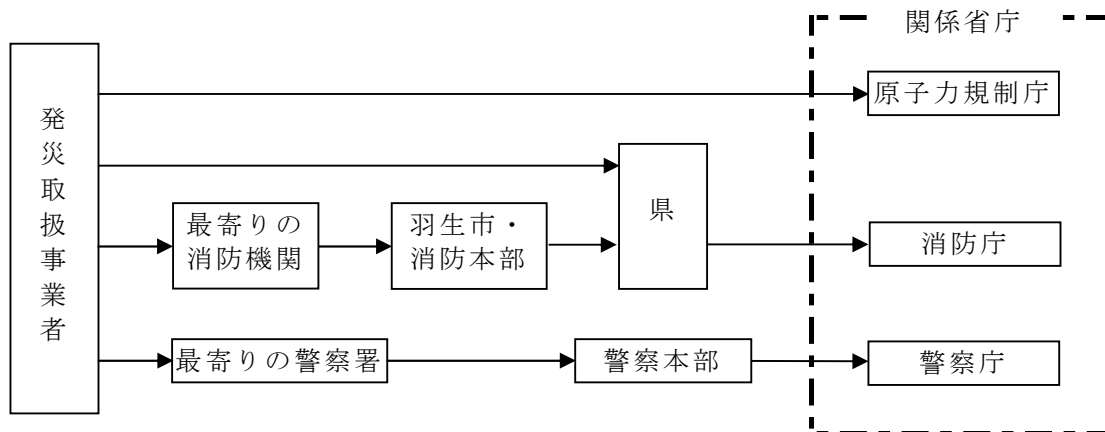 関係省庁
発災取扱事業者
原子力規制庁
県
最寄りの
消防機関
羽生市・
消防本部
消防庁
最寄りの警察署
警察本部
警察庁